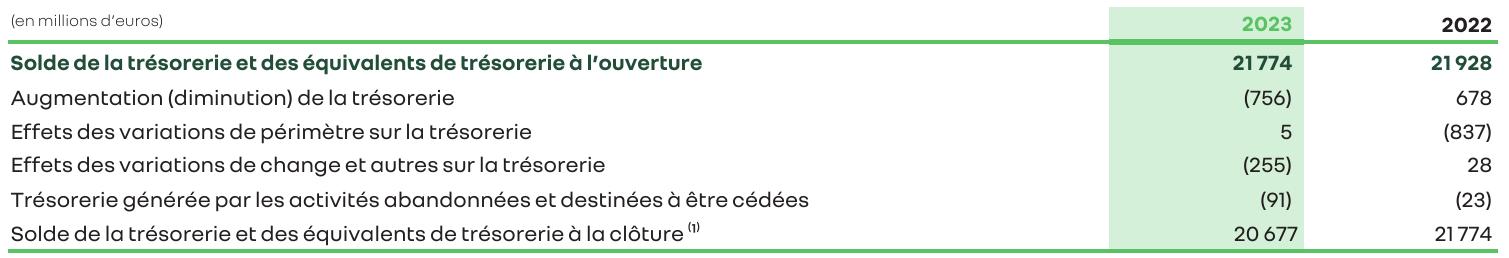 (en millions d'euros) 2023 2022
Solde de la trésorerie et des équivalents de trésorerie à l'ouverture 21 774 21 928
Augmentation (diminution) de la trésorerie (756) 678
Effets des variations de périmètre sur la trésorerie 5 (837)
Effets des variations de change et autres sur la trésorerie (255) 28
Trésorerie générée par les activités abandonnées et destinées à être cédées (91) (23)
Solde de la trésorerie et des équivalents de trésorerie à la clôture (1) 20 677 21 774